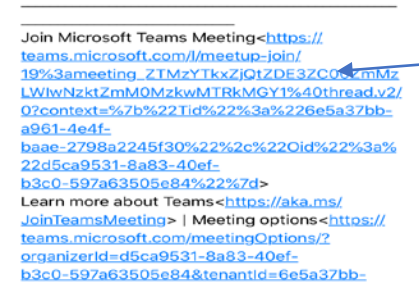 Join Microsoft Teams Meeting<https://
teams.microsoft.com/l/meetup-join/
LWIwNzktZmM0MzkwMTRkMGY1%40thread.v2/
0?context=%7b%22Tid%22%3a%226e5a37bb-
a961-4e4f-
baae-2798a2245f30%22%2c%22Oid%22%3a%
22d5ca9531-8a83-40ef-
b3c0-597a63505e84%22%7d>
Learn more about Teams<https://aka.ms/
JoinTeamsMeeting> | Meeting options<https://
teams.microsoft.com/meetingOptions/?
organizerId=d5ca9531-8a83-40ef-
b3c0-597a63505e84&tenantId=6e5a37bb-